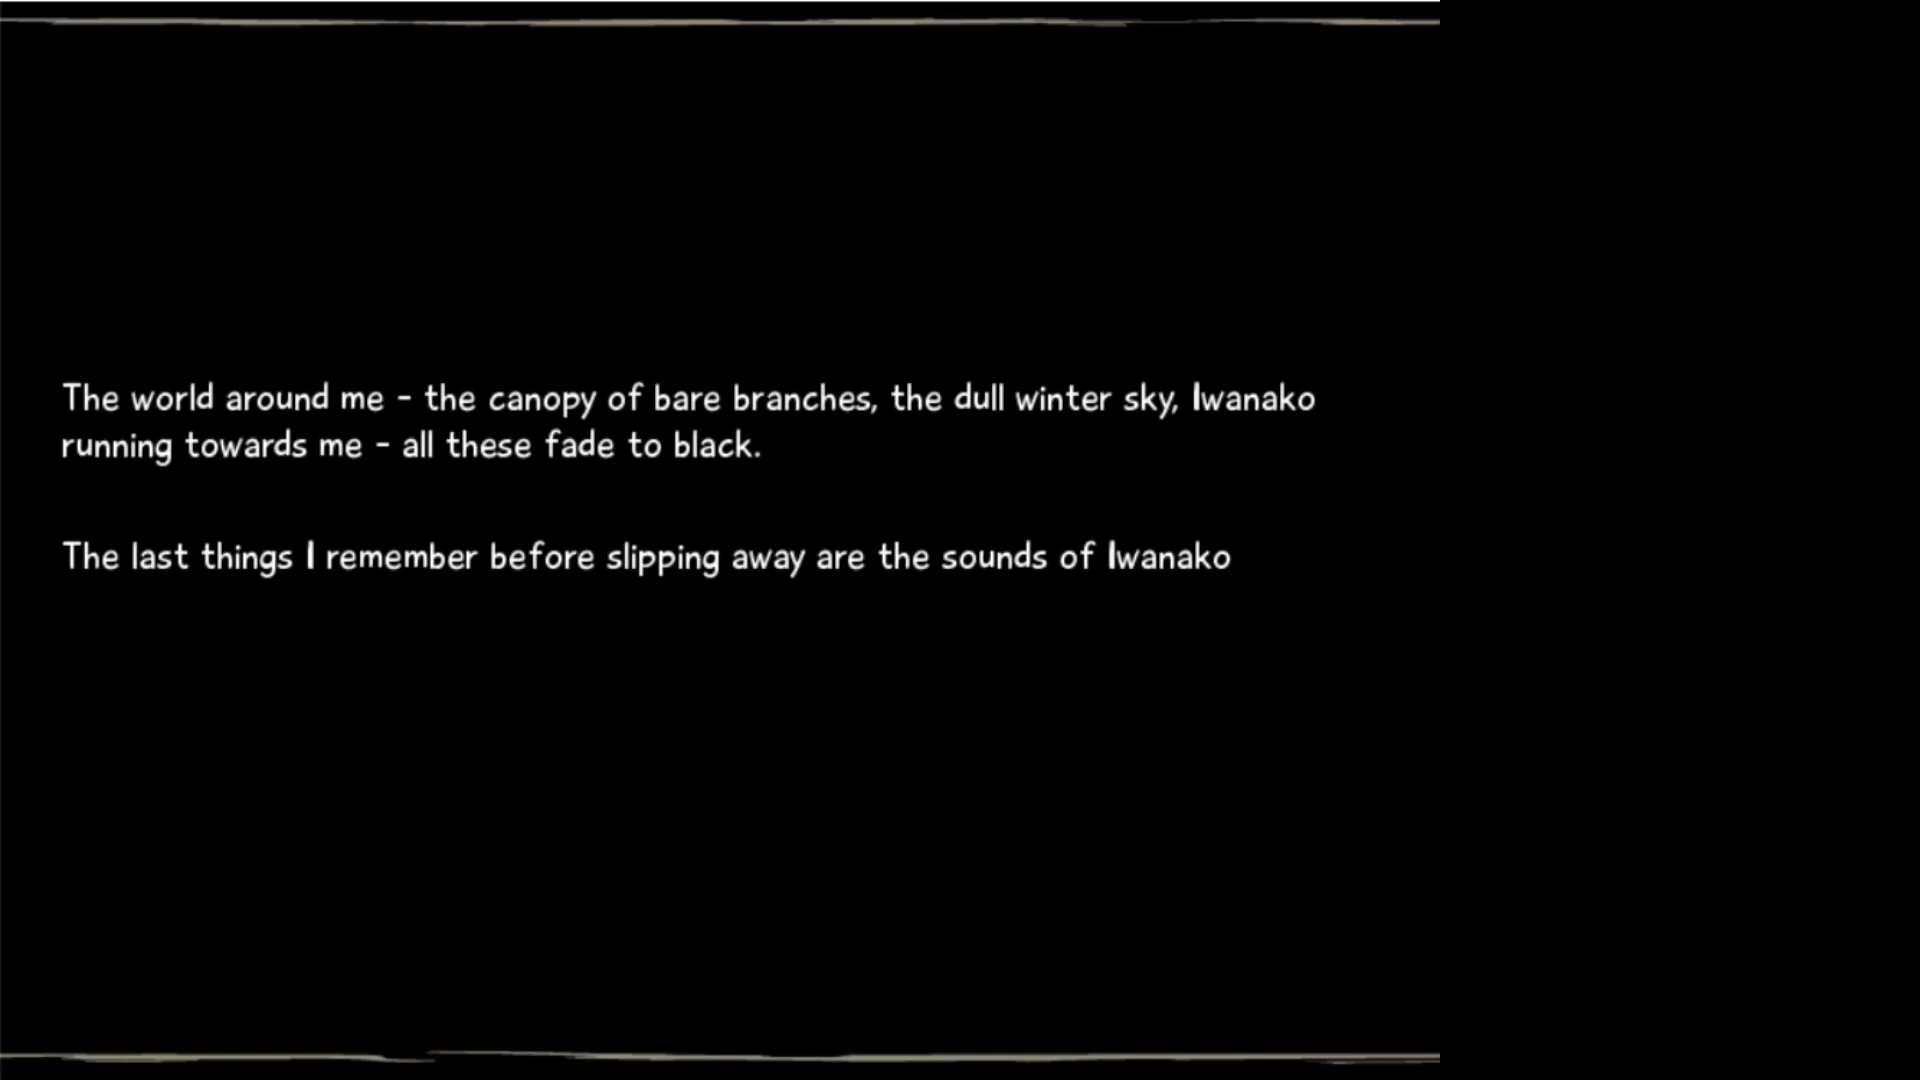 The world around me - the canopy of bare branches, the dull winter sky, Iwanako
running towards me - all these fade to black.
The last things I remember before slipping away are the sounds of Iwanako